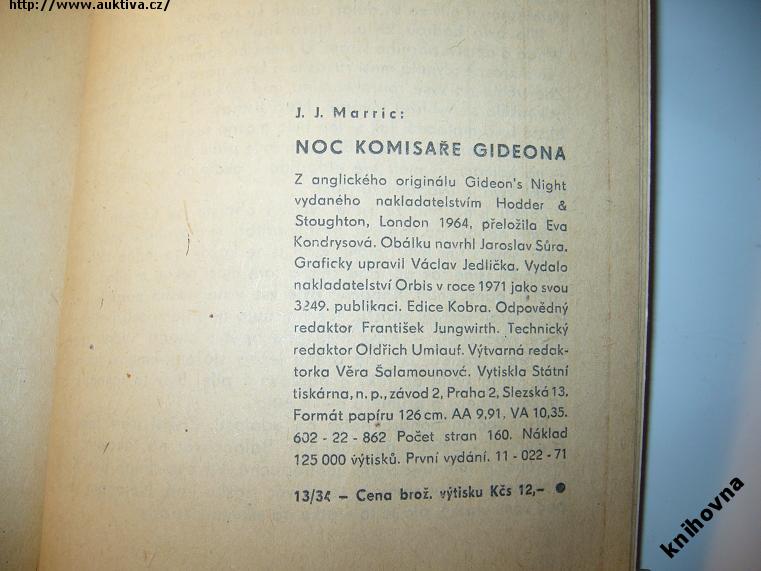 http://www.auktiva.cz/
J. J. Marric:
NOC KOMISAŘE GIDEONA
Z anglického originálu Gideon's Night
vydaného nakladatelstvím Hodder &
Stoughton, London 1964, přeložila Eva
Kondrysová. Obálku navrhl Jaroslav Sůra.
Graficky upravil Václav Jedlička. Vydalo
nakladatelství Orbis v roce 1971 jako svou
3249. publikaci. Edice Kobra. Odpovědný
redaktor František Jungwirth. Technický
redaktor Oldřich Umlauf. Výtvarná redak-
torka Věra Šalamounová. Vytiskla Státní
tiskárna, n. p., závod 2, Praha 2, Slezská 13.
Formát papíru 126 cm. AA 9,91, VA 10,35.
602 - 22 - 862 Počet stran 160. Náklad
125 000 výtisků. První vydání. 11 - 022 - 71
13/34 – Cena brož. výtisku Kčs 12,–
knihovna